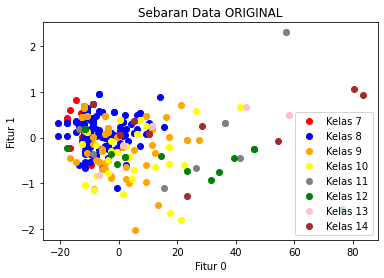 Sebaran Data ORIGINAL
2
1
0
−1
−2
Fitur 1
−20
0
20
40
60
80
Fitur 0
Kelas 7
Kelas 8
Kelas 9
Kelas 10
Kelas 11
Kelas 12
Kelas 13
Kelas 14